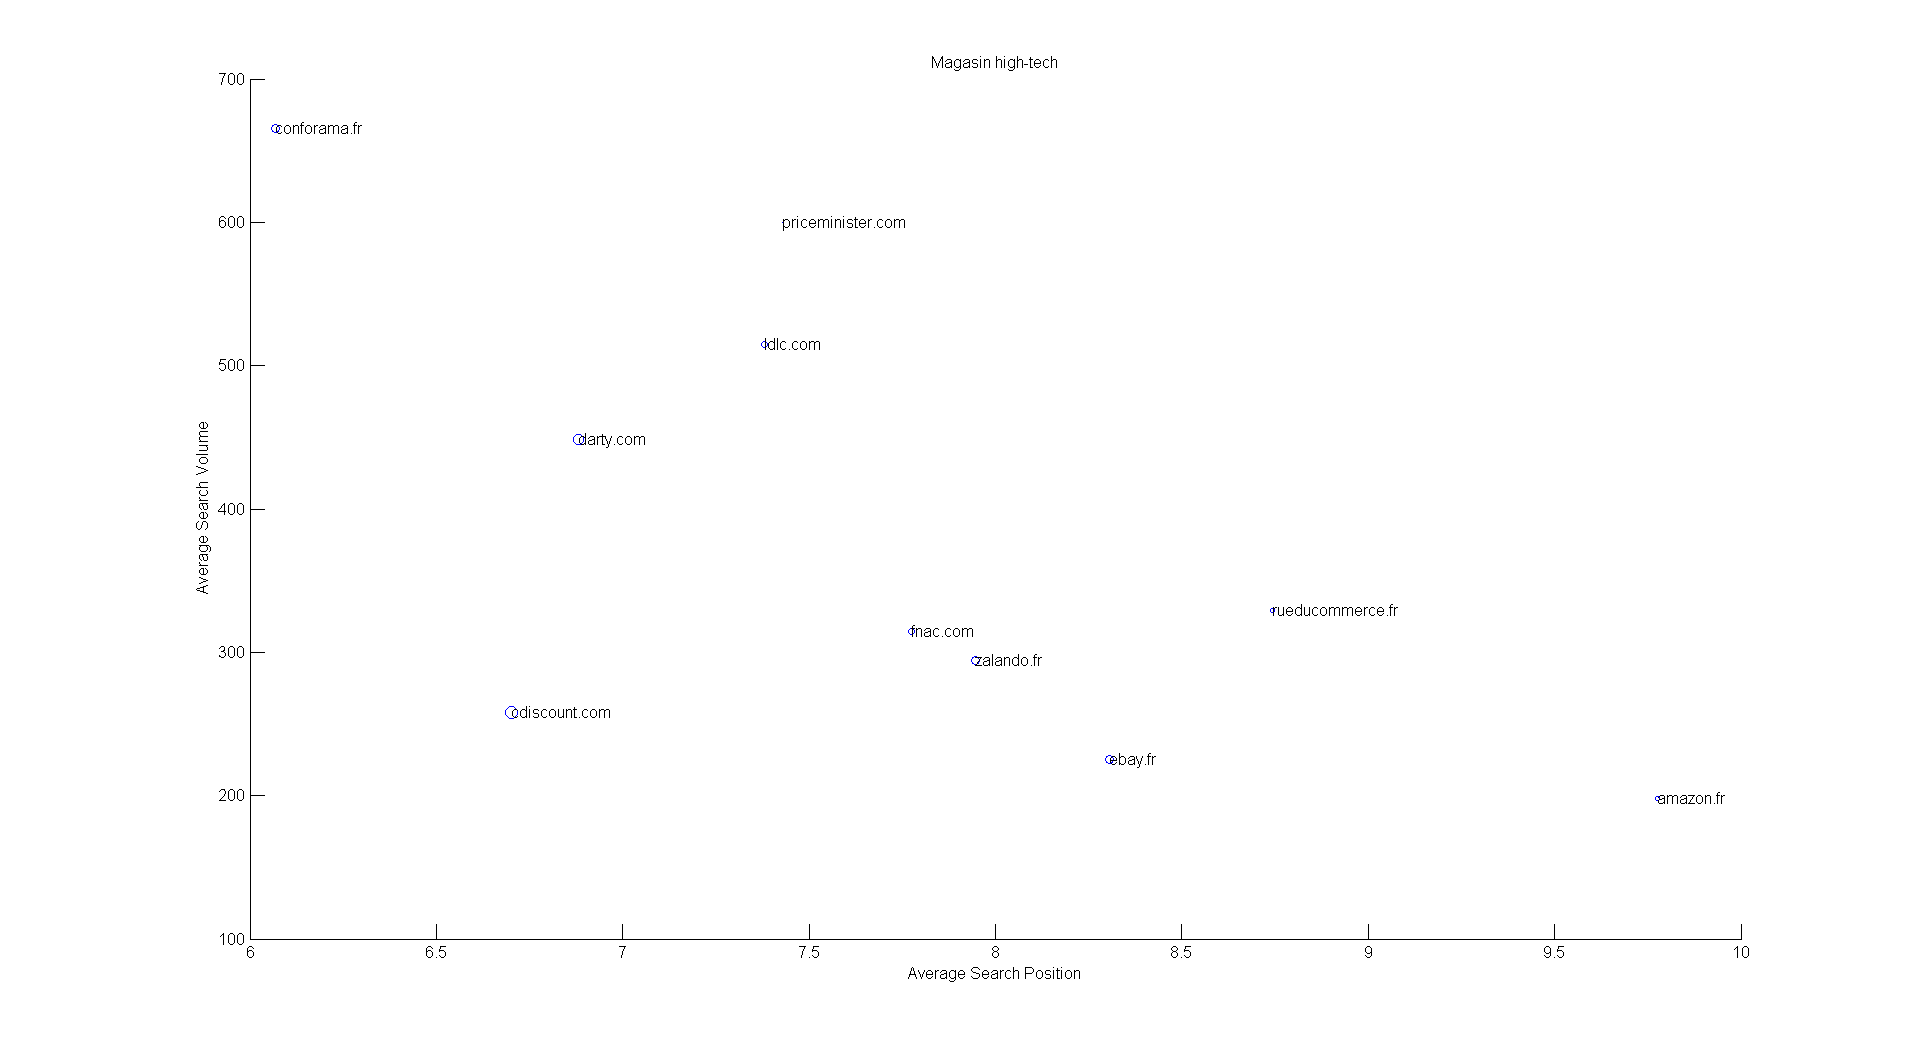 Magasin high-tech
700
conforama.fr
600
priceminister.com
500
ldlc.com
darty.com
Average Search Volume
400
rueducommerce.fr
fnac.com
300
zalando.fr
cdiscount.com
ebay.fr
200
amazon.fr
100
6 6.5 7 7.5 8 8.5 9 9.5 10
Average Search Position